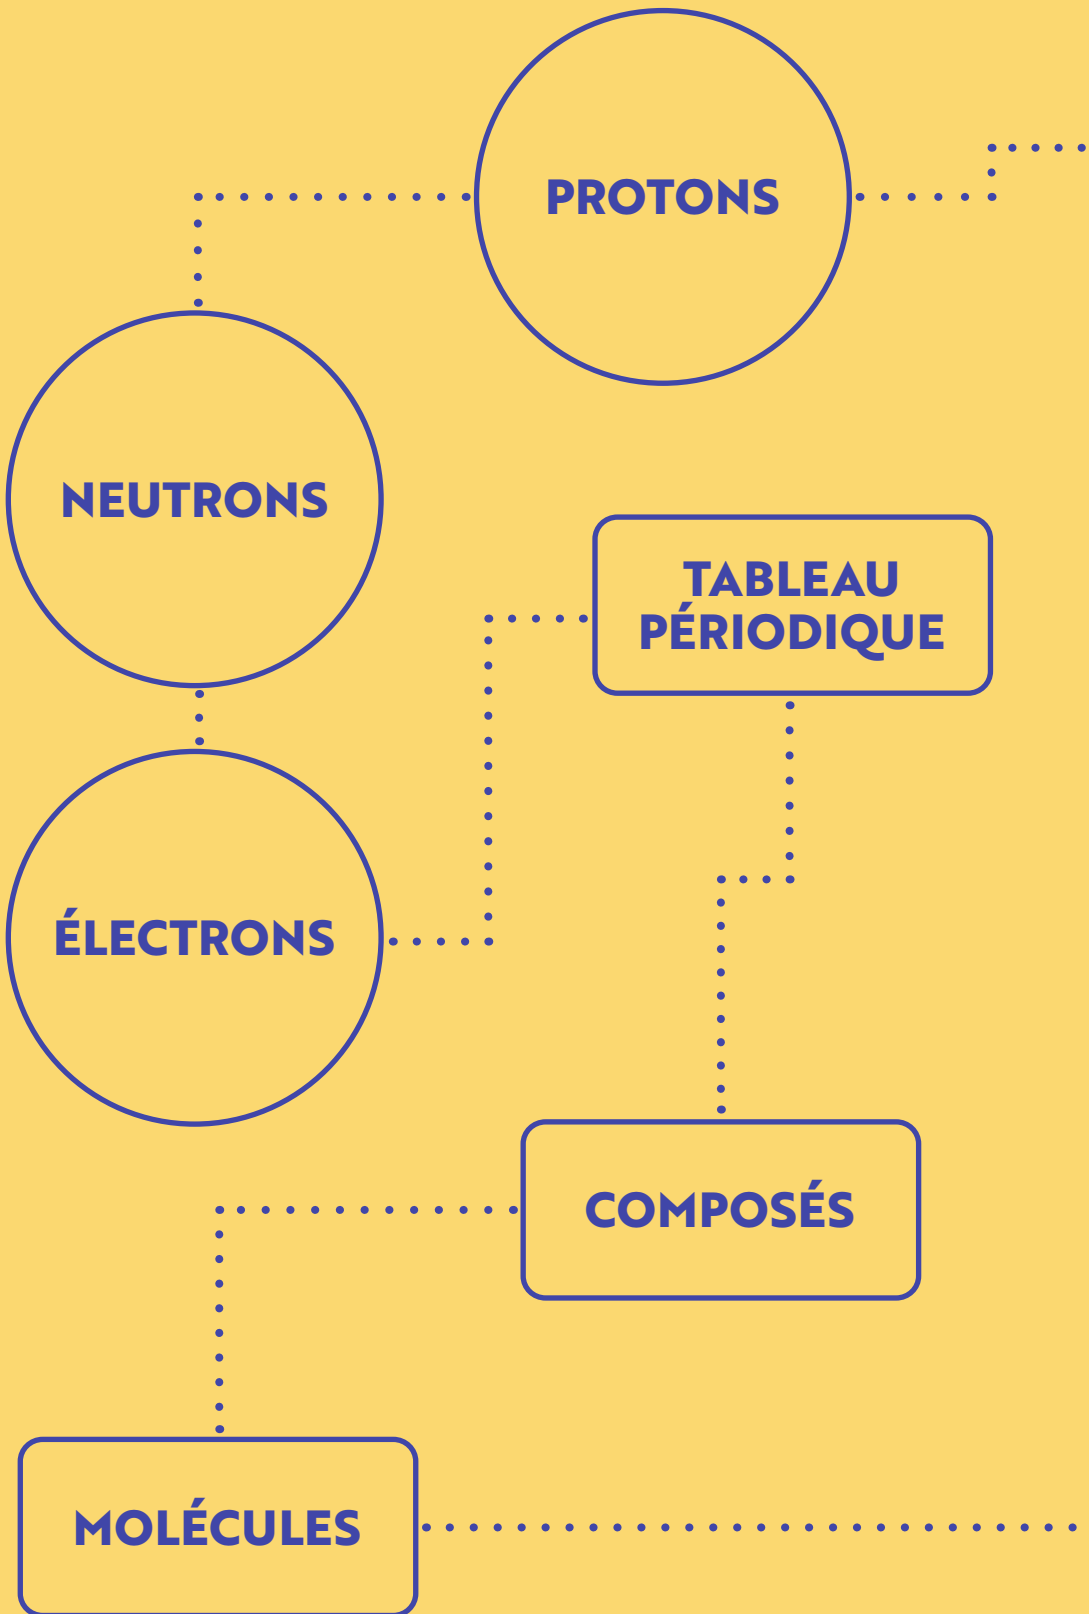 PROTONS
NEUTRONS
TABLEAU
PÉRIODIQUE
ÉLECTRONS
COMPOSÉS
MOLÉCULES